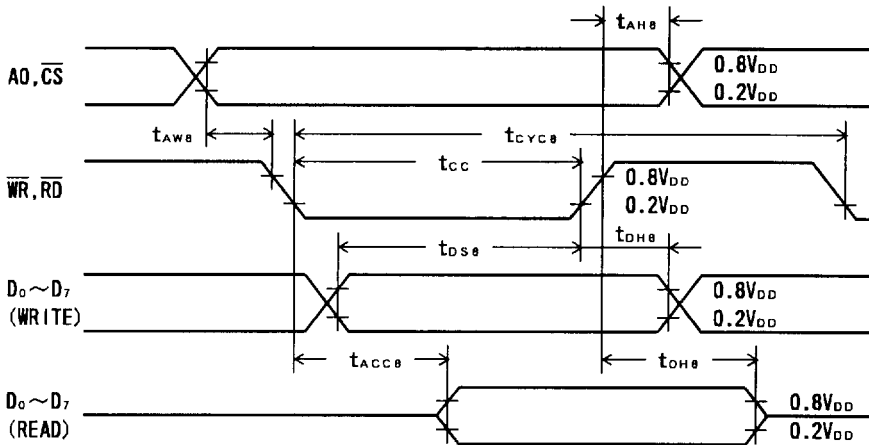 tAH8
A0,CS
0.8VDD
0.2VDD
tAW8
tCYC8
tCC
WR,RD
0.8VDD
0.2VDD
tDS8
tDH8
D0~D7
(WRITE)
0.8VDD
0.2VDD
tACC8
tOH8
D0~D7
(READ)
0.8VDD
0.2VDD